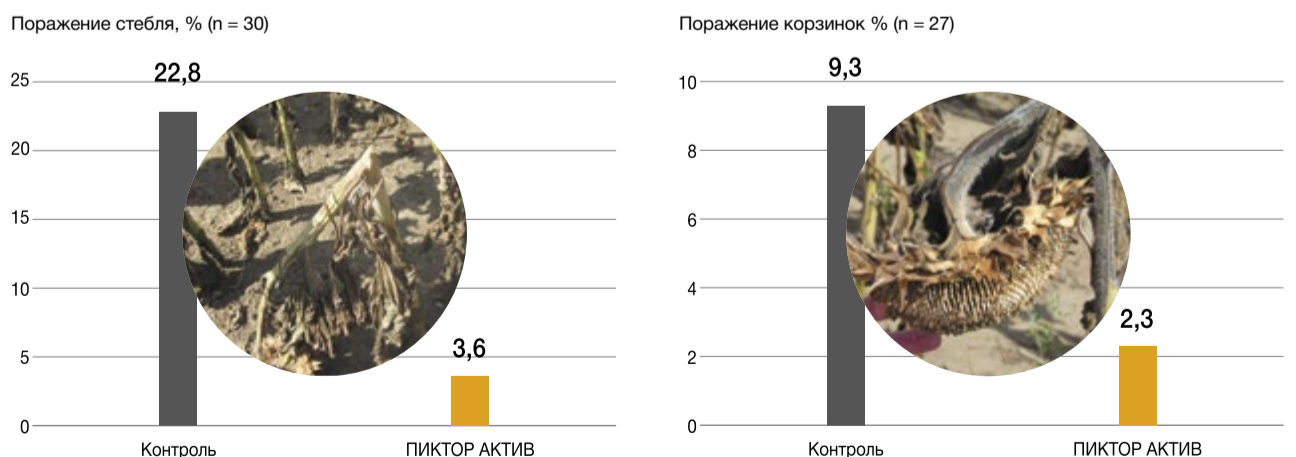 Поражение стебля, % (n = 30)
25
20
15
10
5
0
22,8
3,6
Контроль
ПИКТОР АКТИВ
Поражение корзинок % (n = 27)
10
8
6
4
2
0
9,3
2,3
Контроль
ПИКТОР АКТИВ